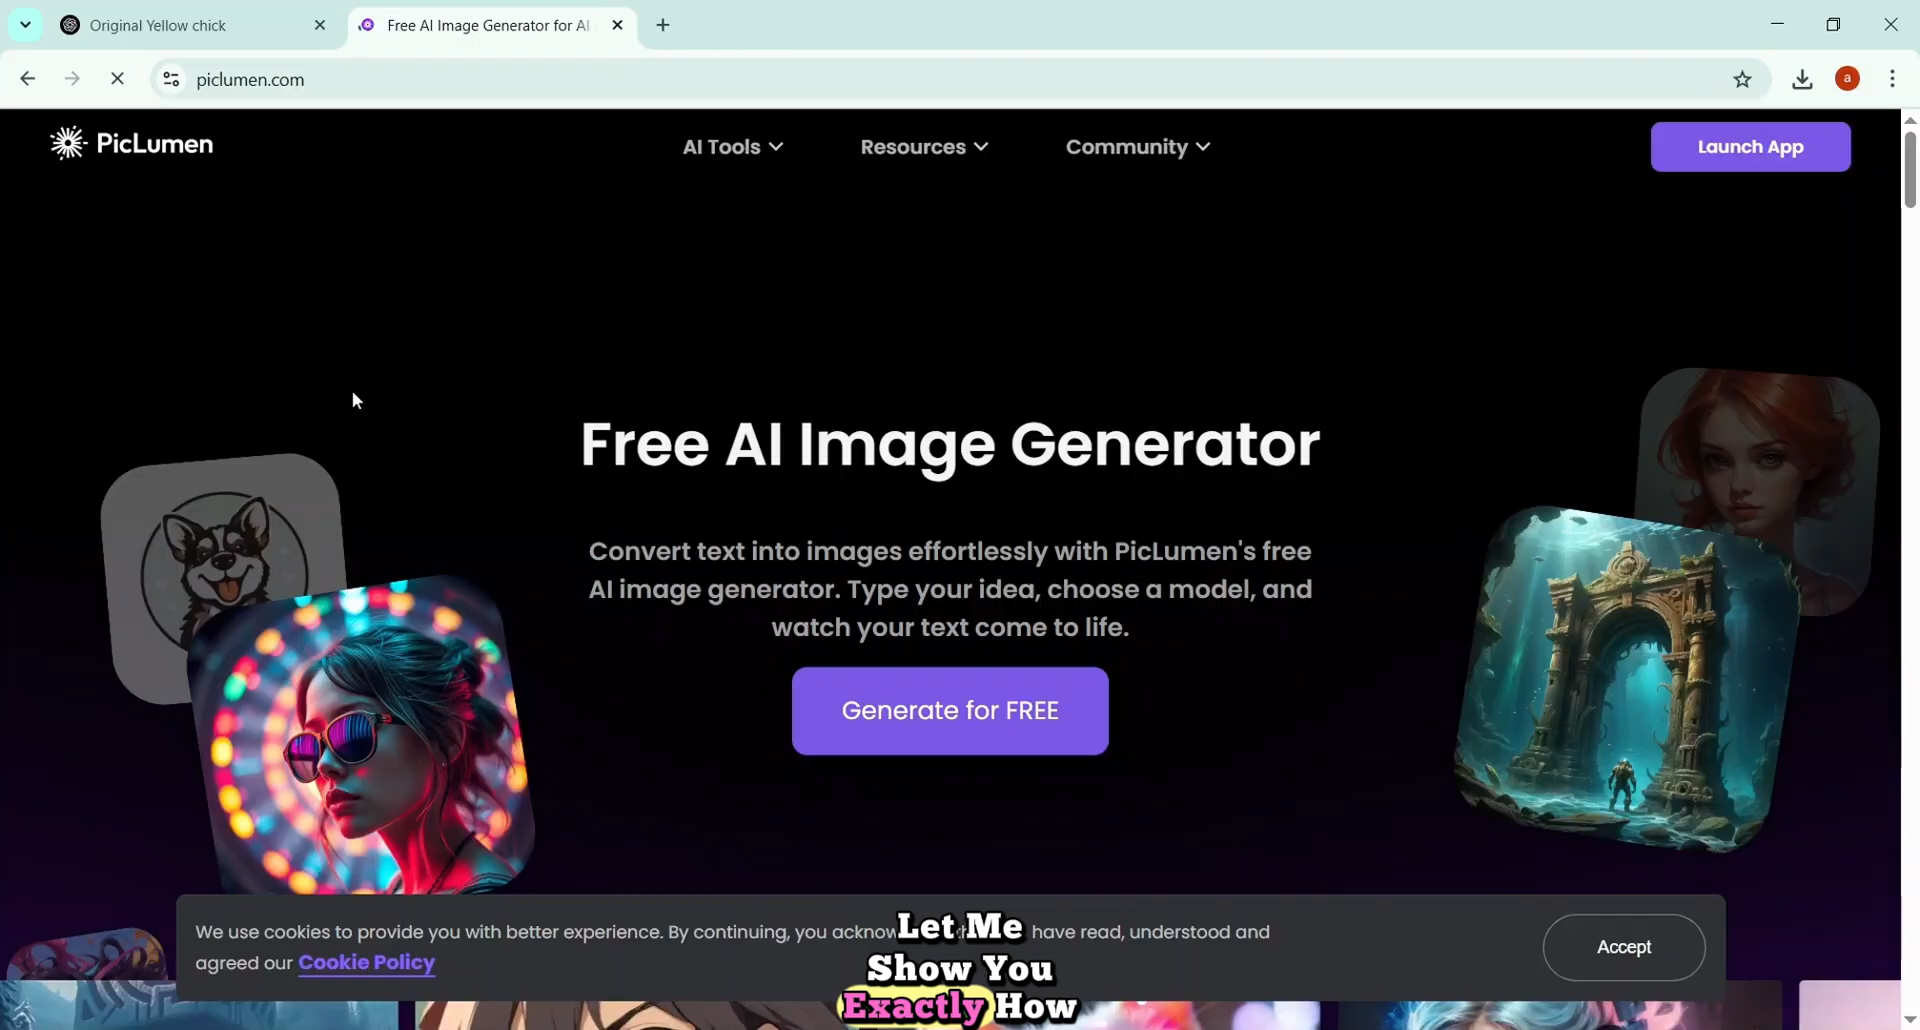 Original Yellow chick
Free AI Image Generator for AI
piclumen.com
a
PicLumen
AI Tools
Resources
Community
Launch App
Free AI Image Generator
Convert text into images effortlessly with PicLumen's free
AI image generator. Type your idea, choose a model, and
watch your text come to life.
Generate for FREE
We use cookies to provide you with better experience. By continuing, you have read, understood and
agreed our Cookie Policy
Accept
Let Me
Show You
Exactly How